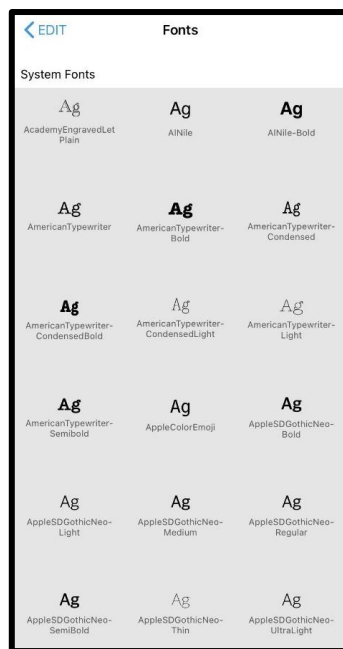 EDIT Fonts
System Fonts
Ag Ag Ag
AcademyEngravedLet AlNile AlNile-Bold
Plain
Ag Ag Ag
AmericanTypewriter AmericanTypewriter- AmericanTypewriter-
Bold Condensed
Ag Ag Ag
AmericanTypewriter- AmericanTypewriter- AmericanTypewriter-
CondensedBold CondensedLight Light
Ag Ag Ag
AmericanTypewriter- AppleColorEmoji AppleSDGothicNeo-
Semibold Bold
Ag Ag Ag
AppleSDGothicNeo- AppleSDGothicNeo- AppleSDGothicNeo-
Light Medium Regular
Ag Ag Ag
AppleSDGothicNeo- AppleSDGothicNeo- AppleSDGothicNeo-
SemiBold Thin UltraLight